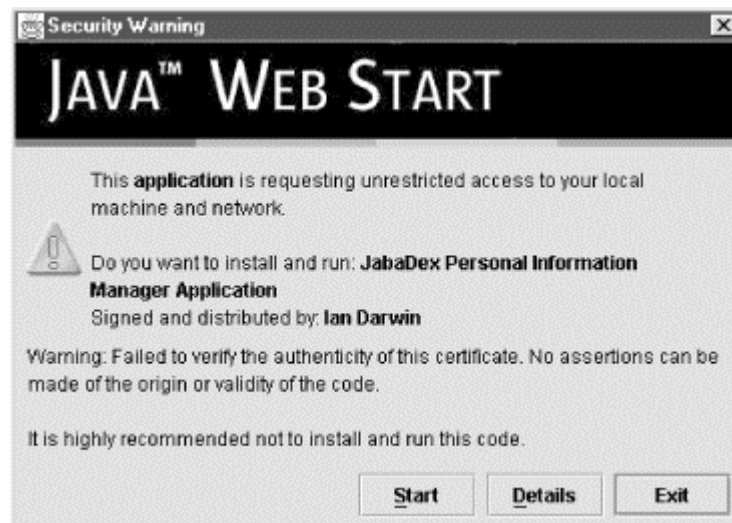 Security Warning
JAVA™ WEB START
This application is requesting unrestricted access to your local
machine and network.
Do you want to install and run: JabaDex Personal Information
Manager Application
Signed and distributed by: Ian Darwin
Warning: Failed to verify the authenticity of this certificate. No assertions can be
made of the origin or validity of the code.
It is highly recommended not to install and run this code.
Start Details Exit